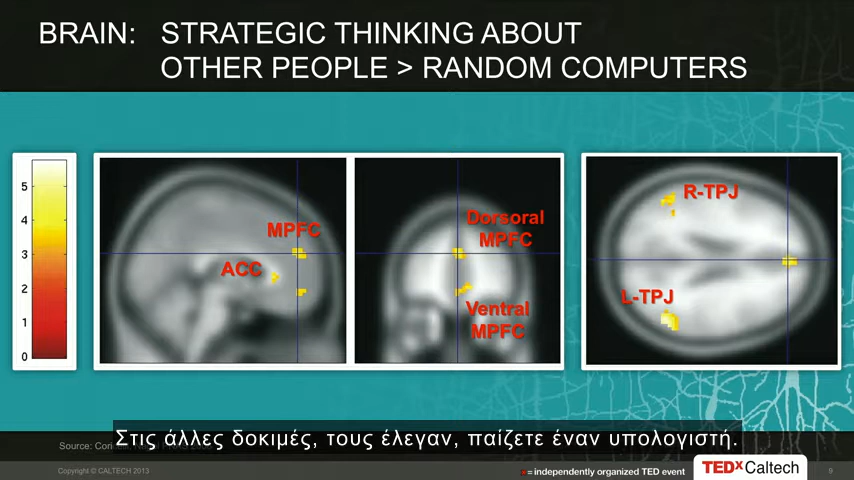 BRAIN: STRATEGIC THINKING ABOUT
OTHER PEOPLE > RANDOM COMPUTERS
5
4
3
2
1
0
MPFC
ACC
Dorsoral
MPFC
Ventral
MPFC
R-TPJ
L-TPJ
Στις άλλες δοκιμές, τους έλεγαν, παίζετε έναν υπολογιστή.
Source:
Copyright © CALTECH 2013
x = independently organized TED event
TEDxCaltech
9